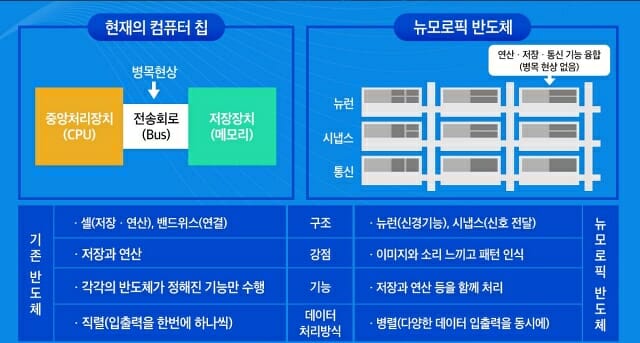 현재의 컴퓨터 칩
병목현상
중앙처리장치
(CPU)
전송회로
(Bus)
저장장치
(메모리)
뉴모로픽 반도체
연산 · 저장 · 통신 기능 융합
(병목 현상 없음)
뉴런
시냅스
통신
기존 반도체
· 셀(저장 · 연산), 밴드위스(연결)
구조
· 뉴런(신경기능), 시냅스(신호 전달)
· 저장과 연산
강점
· 이미지와 소리 느끼고 패턴 인식
· 각각의 반도체가 정해진 기능만 수행
기능
· 저장과 연산 등을 함께 처리
· 직렬(입출력을 한번에 하나씩)
데이터
처리방식
· 병렬(다양한 데이터 입출력을 동시에)
뉴모로픽 반도체